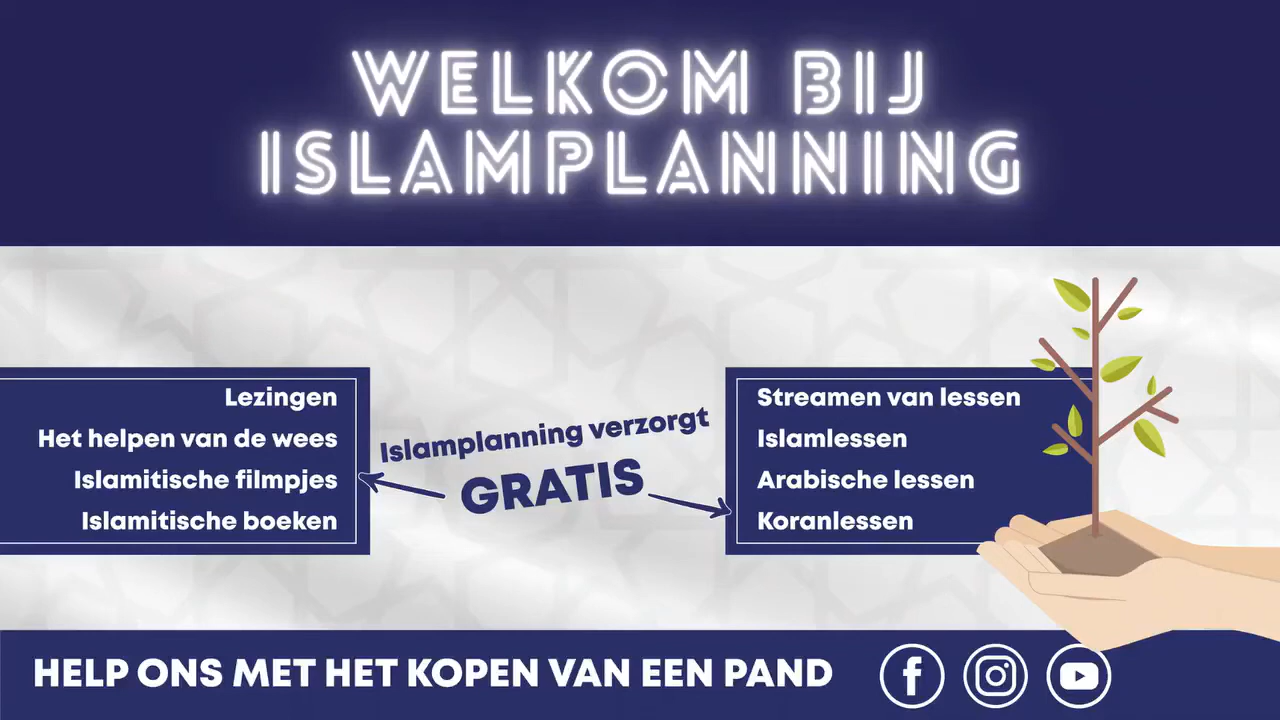 WELKOM BIJ
ISLAMPLANNING
Lezingen
Het helpen van de wees
Islamitische filmpjes
Islamitische boeken
Islamplanning verzorgt
GRATIS
Streamen van lessen
Islamlessen
Arabische lessen
Koranlessen
HELP ONS MET HET KOPEN VAN EEN PAND